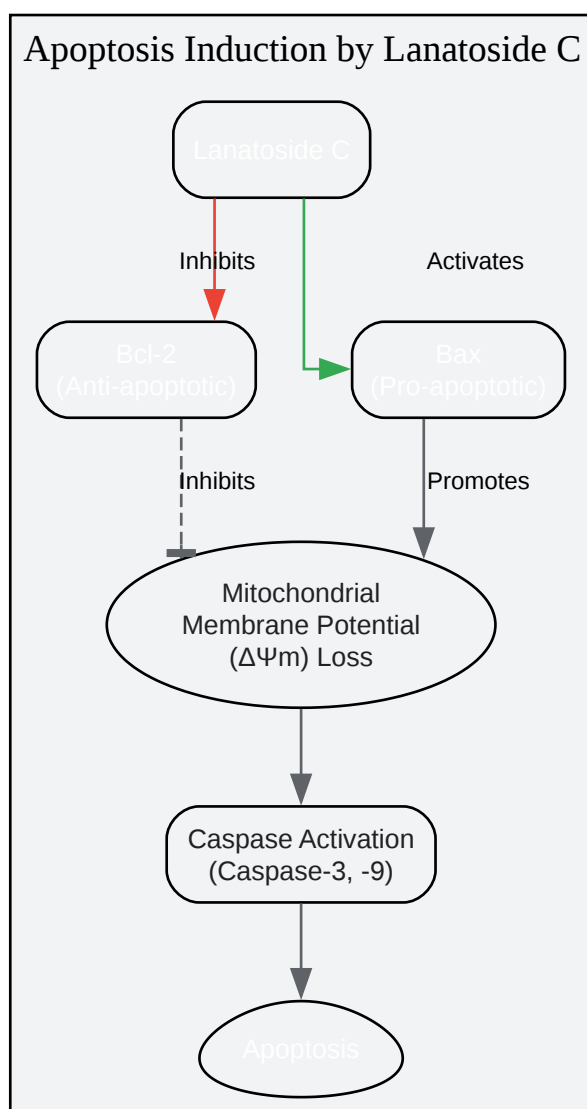 Apoptosis Induction by Lanatoside C
Lanatoside C
Inhibits
Activates
Bcl-2
(Anti-apoptotic)
Bax
(Pro-apoptotic)
Inhibits
Promotes
Mitochondrial
Membrane Potential
(ΔΨm) Loss
Caspase Activation
(Caspase-3, -9)
Apoptosis